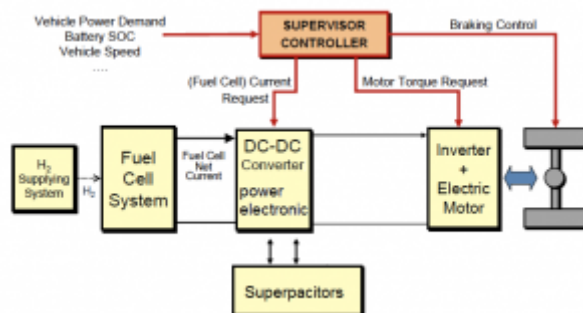 Vehicle Power Demand
Battery SOC
Vehicle Speed
....
SUPERVISOR
CONTROLLER
Braking Control
(Fuel Cell) Current
Request
Motor Torque Request
H2
Supplying
System
H2
Fuel
Cell
System
Fuel Cell
Net
Current
DC-DC
Converter
power
electronic
Inverter
+
Electric
Motor
Superpacitors